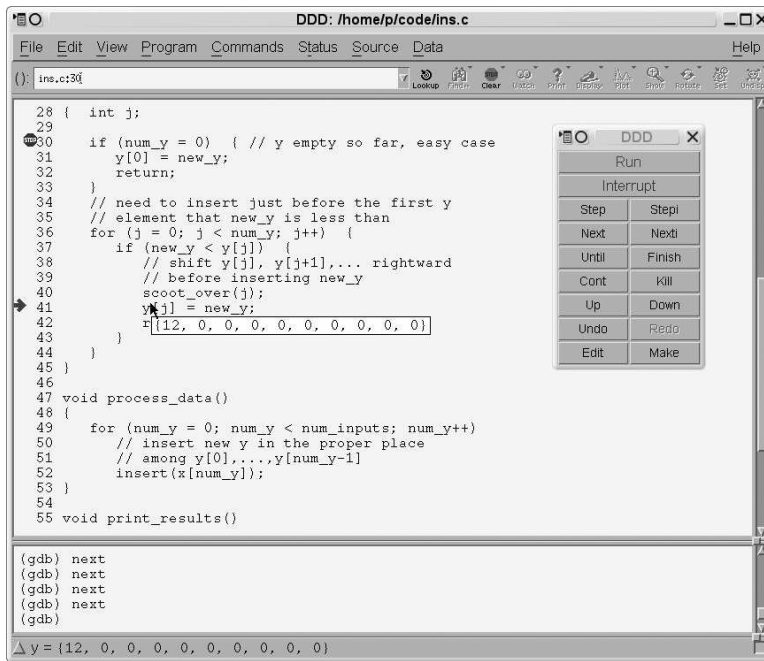 DDD: /home/p/code/ins.c
File Edit View Program Commands Status Source Data Help
(): ins.c:30
Lookup Find» Clear Watch Print Display Plot Rotate Set
28 { int j;
29
30 if (num_y = 0) { // y empty so far, easy case
31 y[0] = new_y;
32 return;
33 }
34 // need to insert just before the first y
35 // element that new_y is less than
36 for (j = 0; j < num_y; j++) {
37 if (new_y < y[j]) {
38 // shift y[j], y[j+1],... rightward
39 // before inserting new_y
40 scoot_over(j);
41 y[j] = new_y;
42 r
{12, 0, 0, 0, 0, 0, 0, 0, 0, 0}
43 }
44 }
45 }
46
47 void process_data()
48 {
49 for (num_y = 0; num_y < num_inputs; num_y++)
50 // insert new y in the proper place
51 // among y[0],...,y[num_y-1]
52 insert(x[num_y]);
53 }
54
55 void print_results()
DDD
Run
Interrupt
Step Stepi
Next Nexti
Until Finish
Cont Kill
Up Down
Undo Redo
Edit Make
(gdb) next
(gdb) next
(gdb) next
(gdb) next
(gdb)
y = {12, 0, 0, 0, 0, 0, 0, 0, 0, 0}